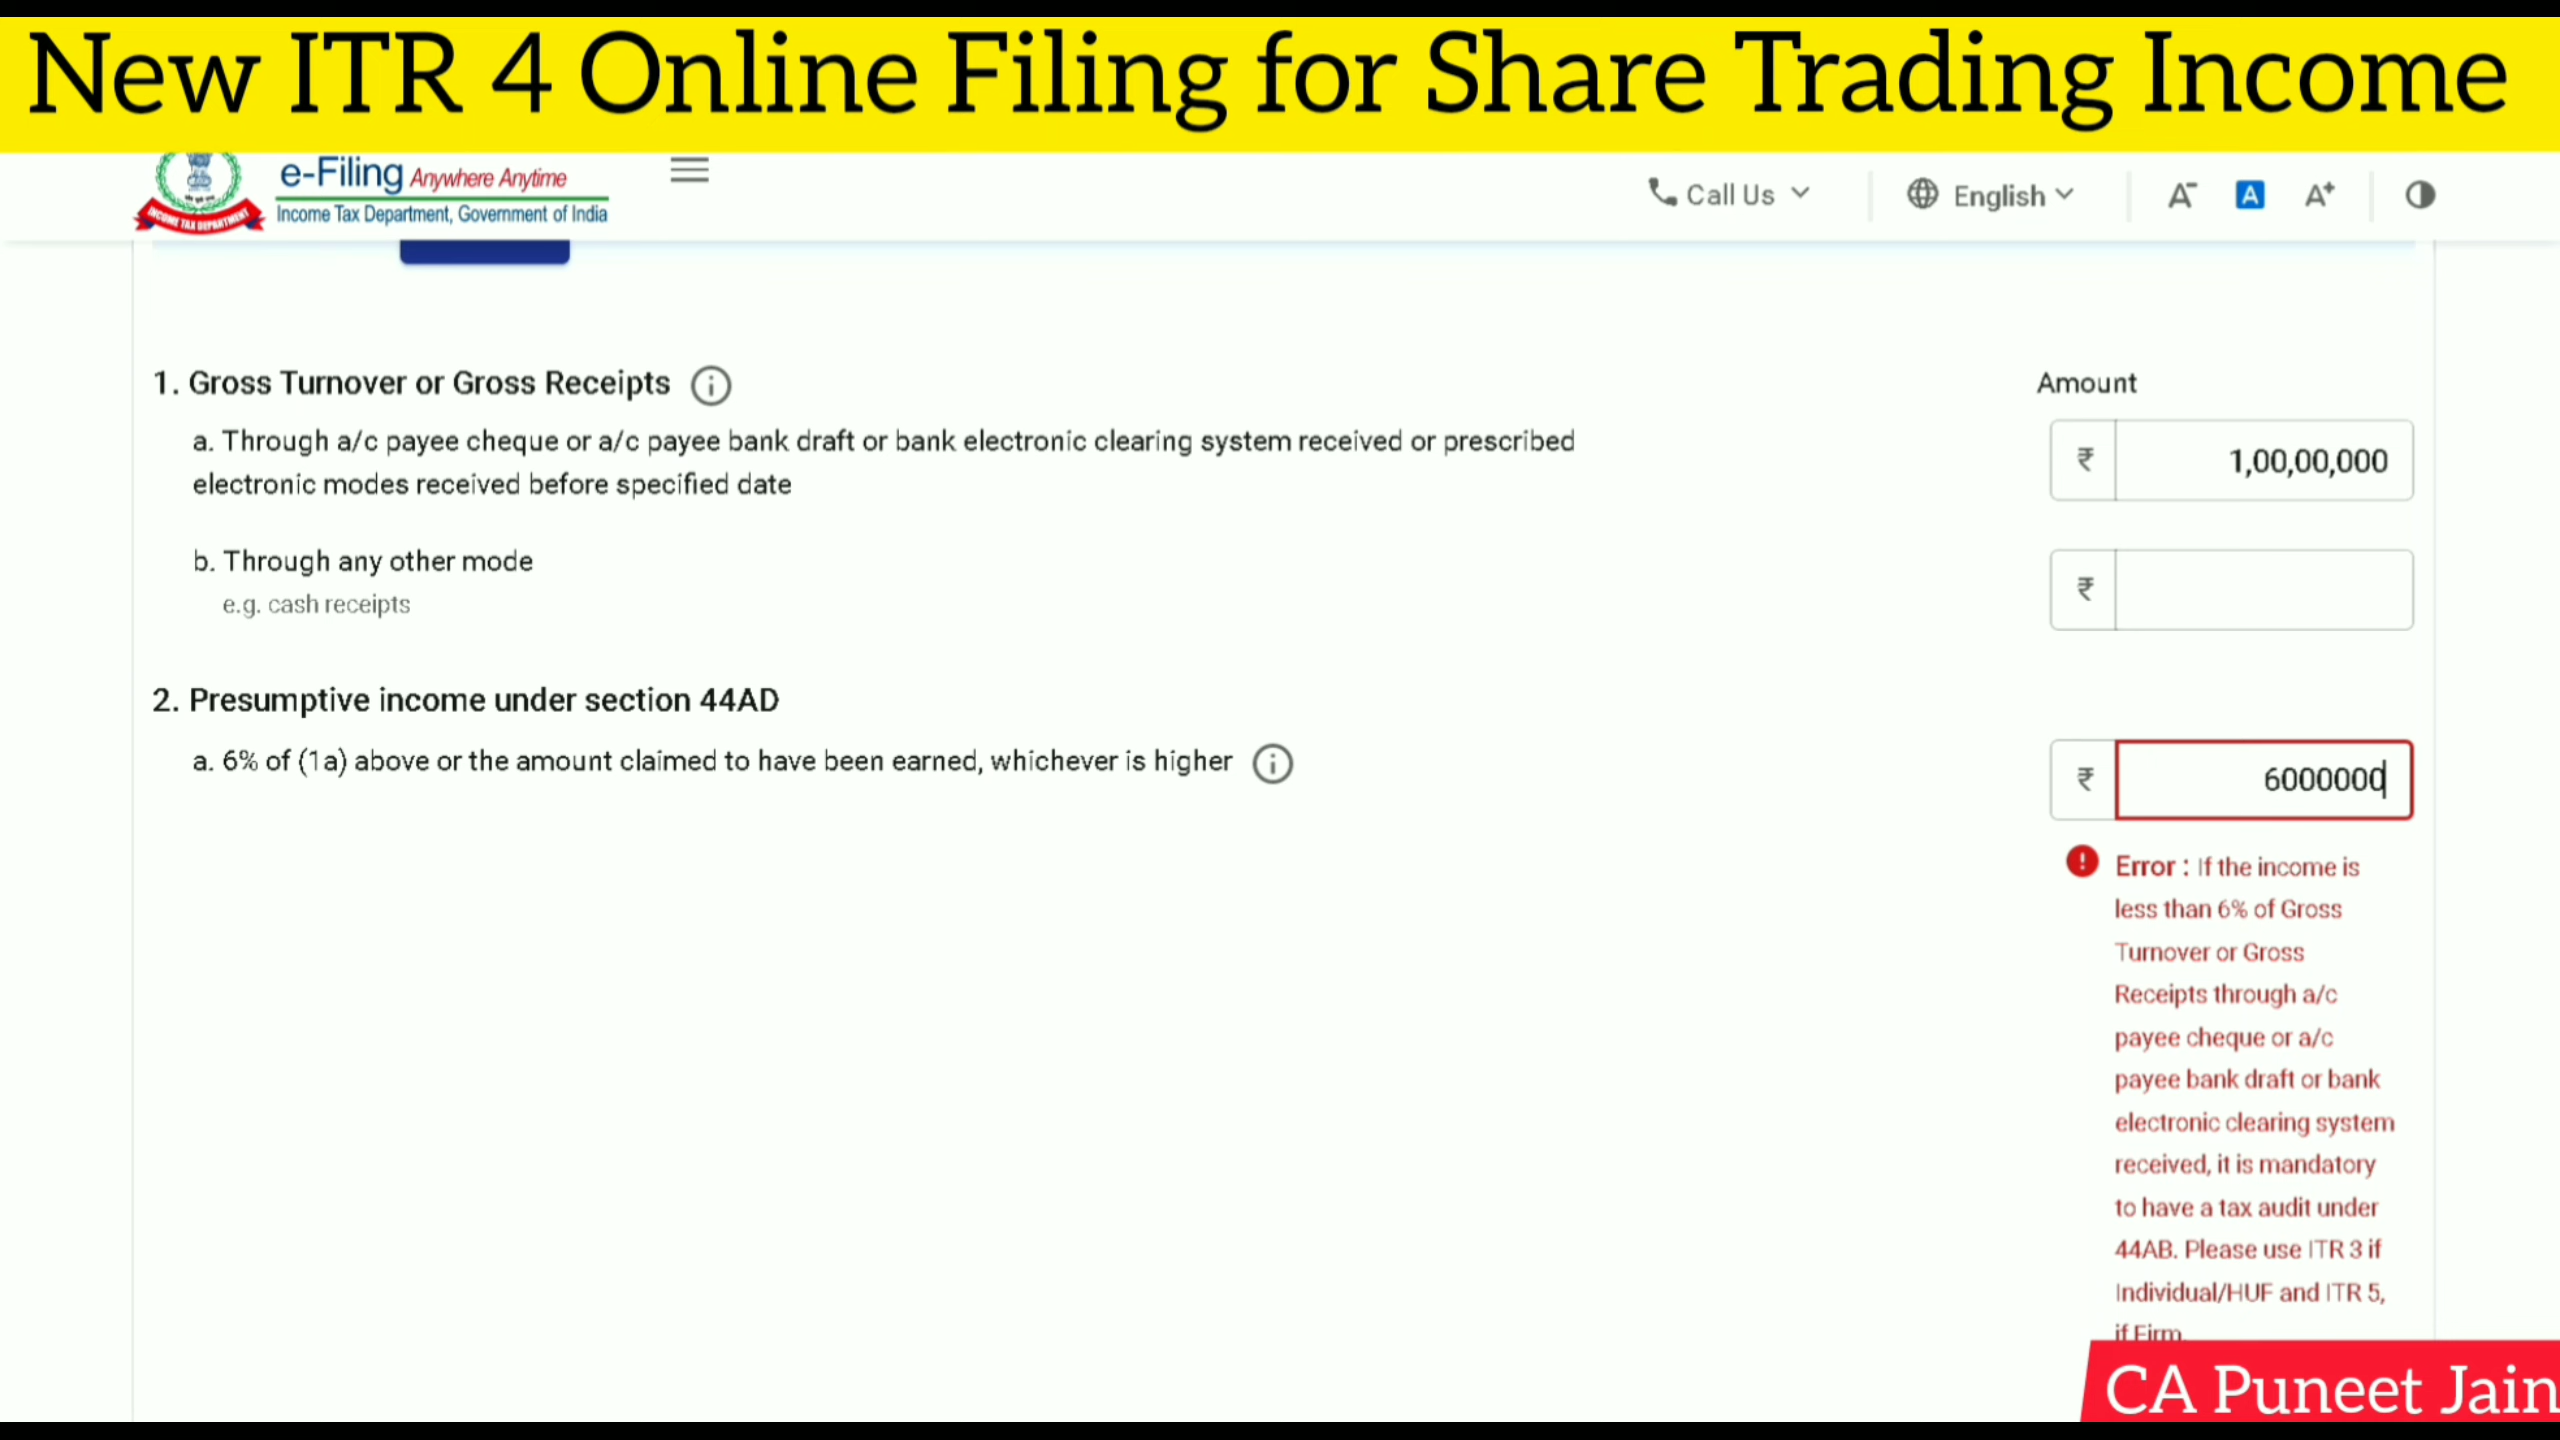 New ITR 4 Online Filing for Share Trading Income
e-Filing Anywhere Anytime
Income Tax Department, Government of India
INCOME TAX DEPARTMENT
Call Us
English
A-
A
A+
1. Gross Turnover or Gross Receipts
Amount
a. Through a/c payee cheque or a/c payee bank draft or bank electronic clearing system received or prescribed
electronic modes received before specified date
₹ 1,00,00,000
b. Through any other mode
e.g. cash receipts
₹
2. Presumptive income under section 44AD
a. 6% of (1a) above or the amount claimed to have been earned, whichever is higher
₹ 6000000
Error : If the income is
less than 6% of Gross
Turnover or Gross
Receipts through a/c
payee cheque or a/c
payee bank draft or bank
electronic clearing system
received, it is mandatory
to have a tax audit under
44AB. Please use ITR 3 if
Individual/HUF and ITR 5,
if Firm
CA Puneet Jain